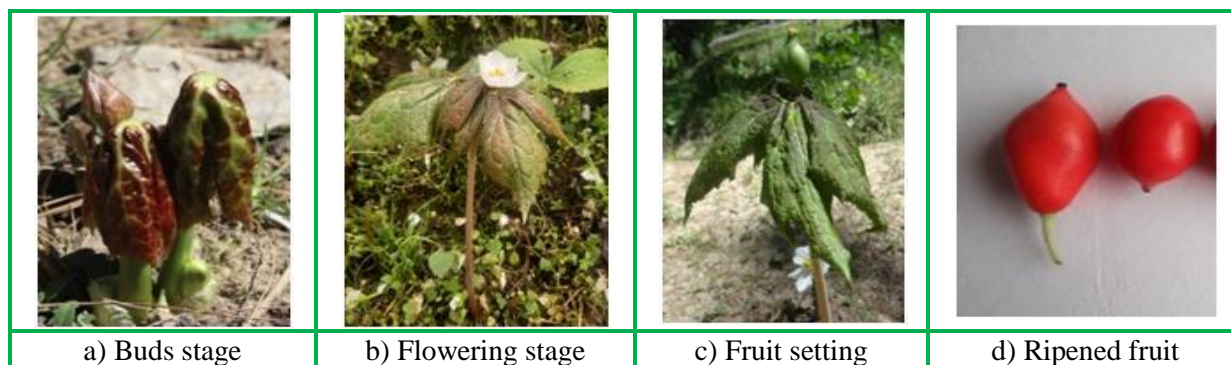 a) Buds stage
b) Flowering stage
c) Fruit setting
d) Ripened fruit